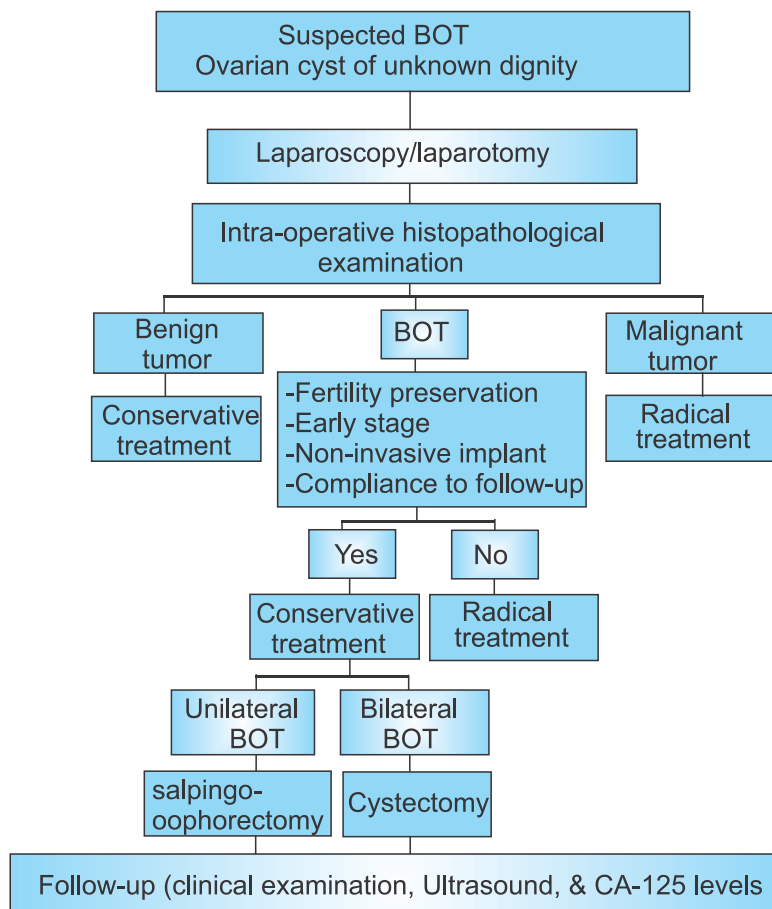 Suspected BOT
Ovarian cyst of unknown dignity
Laparoscopy/laparotomy
Intra-operative histopathological
examination
Benign
tumor
BOT
Malignant
tumor
Conservative
treatment
-Fertility preservation
-Early stage
-Non-invasive implant
-Compliance to follow-up
Radical
treatment
Yes
No
Conservative
treatment
Radical
treatment
Unilateral
BOT
Bilateral
BOT
salpingo-
oophorectomy
Cystectomy
Follow-up (clinical examination, Ultrasound, & CA-125 levels